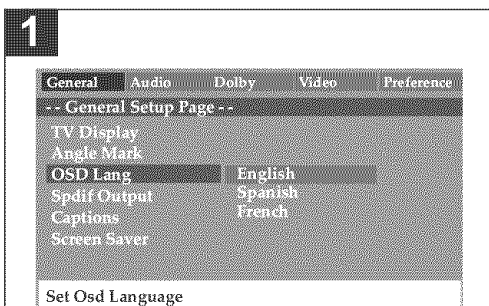 1
General Audio Dolby Video Preference
- - General Setup Page - -
TV Display
Angle Mark
OSD Lang English
Spdif Output Spanish
Captions French
Screen Saver
Set Osd Language